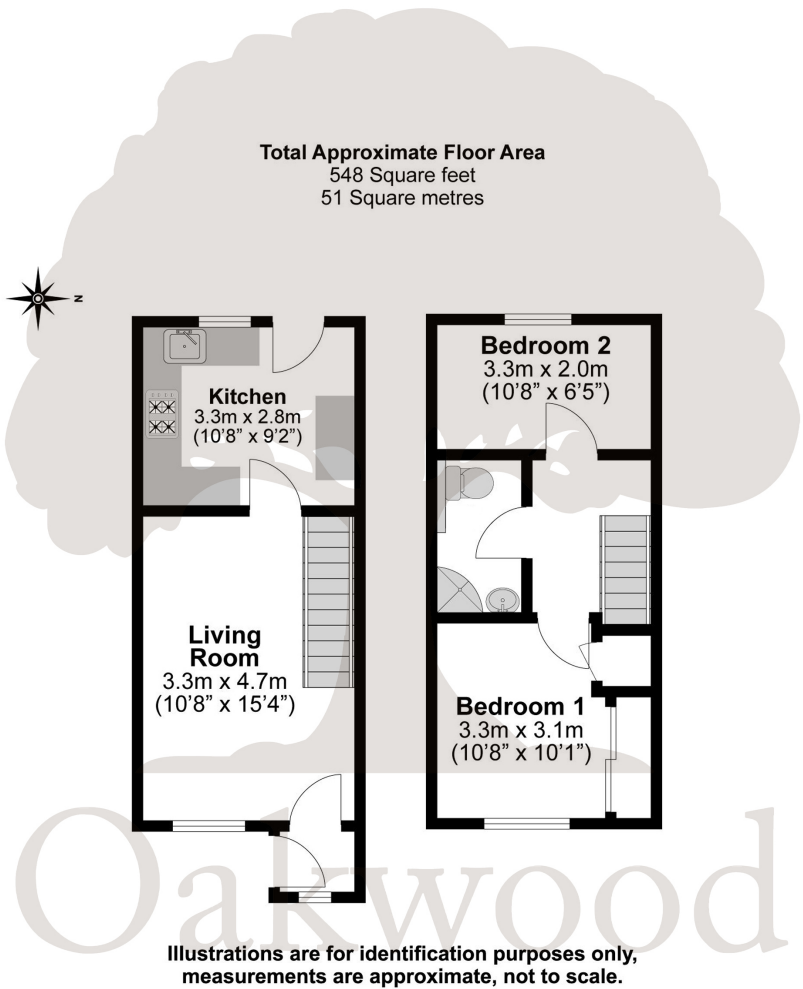 Total Approximate Floor Area
548 Square feet
51 Square metres
N
Kitchen
3.3m x 2.8m
(10'8" x 9'2")
Living
Room
3.3m x 4.7m
(10'8" x 15'4")
Bedroom 2
3.3m x 2.0m
(10'8" x 6'5")
Bedroom 1
3.3m x 3.1m
(10'8" x 10'1")
Oakwood
Illustrations are for identification purposes only,
measurements are approximate, not to scale.